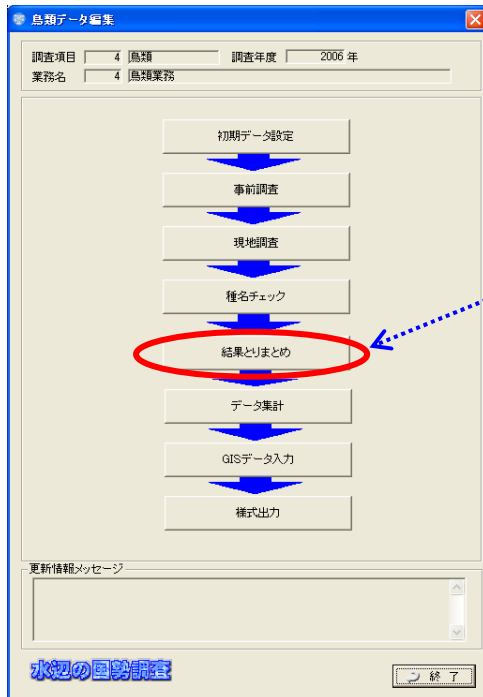 鳥類データ編集
調査項目 4 鳥類 調査年度 2006 年
業務名 4 鳥類業務
初期データ設定
事前調査
現地調査
種名チェック
結果とりまとめ
データ集計
GISデータ入力
様式出力
更新情報メッセージ
水辺の国勢調査
終 了